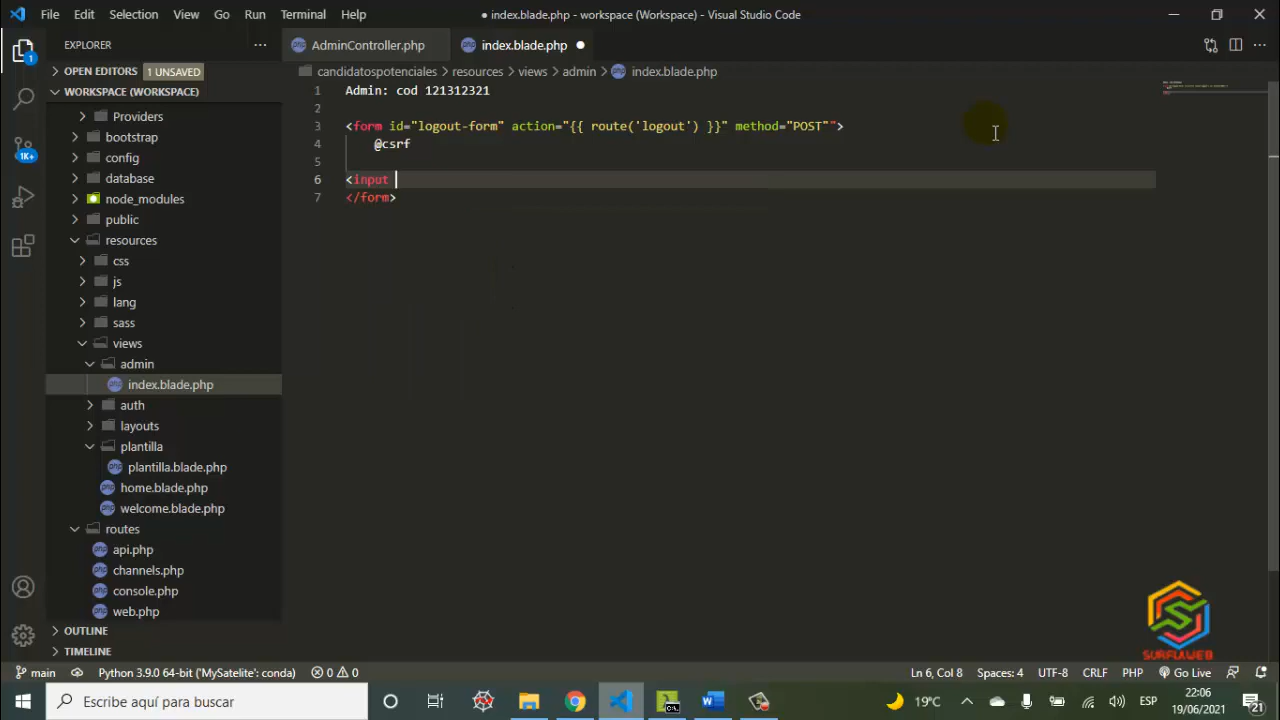 File Edit Selection View Go Run Terminal Help
● index.blade.php - workspace (Workspace) - Visual Studio Code
EXPLORER
AdminController.php
index.blade.php
1
OPEN EDITORS 1 UNSAVED
WORKSPACE (WORKSPACE)
Providers
bootstrap
config
database
node_modules
public
resources
css
js
lang
sass
views
admin
index.blade.php
auth
layouts
plantilla
plantilla.blade.php
home.blade.php
welcome.blade.php
routes
api.php
channels.php
console.php
web.php
OUTLINE
TIMELINE
1K+
candidatospotenciales > resources > views > admin > index.blade.php
1 Admin: cod 121312321
2
3 <form id="logout-form" action="{{ route('logout') }}" method="POST"">
4 @csrf
5
6 <input
7 </form>
SURFLAWEB
main Python 3.9.0 64-bit ('MySatelite': conda) 0 0 Ln 6, Col 8 Spaces: 4 UTF-8 CRLF PHP Go Live
Escribe aquí para buscar
19°C
ESP
22:06
19/06/2021
21